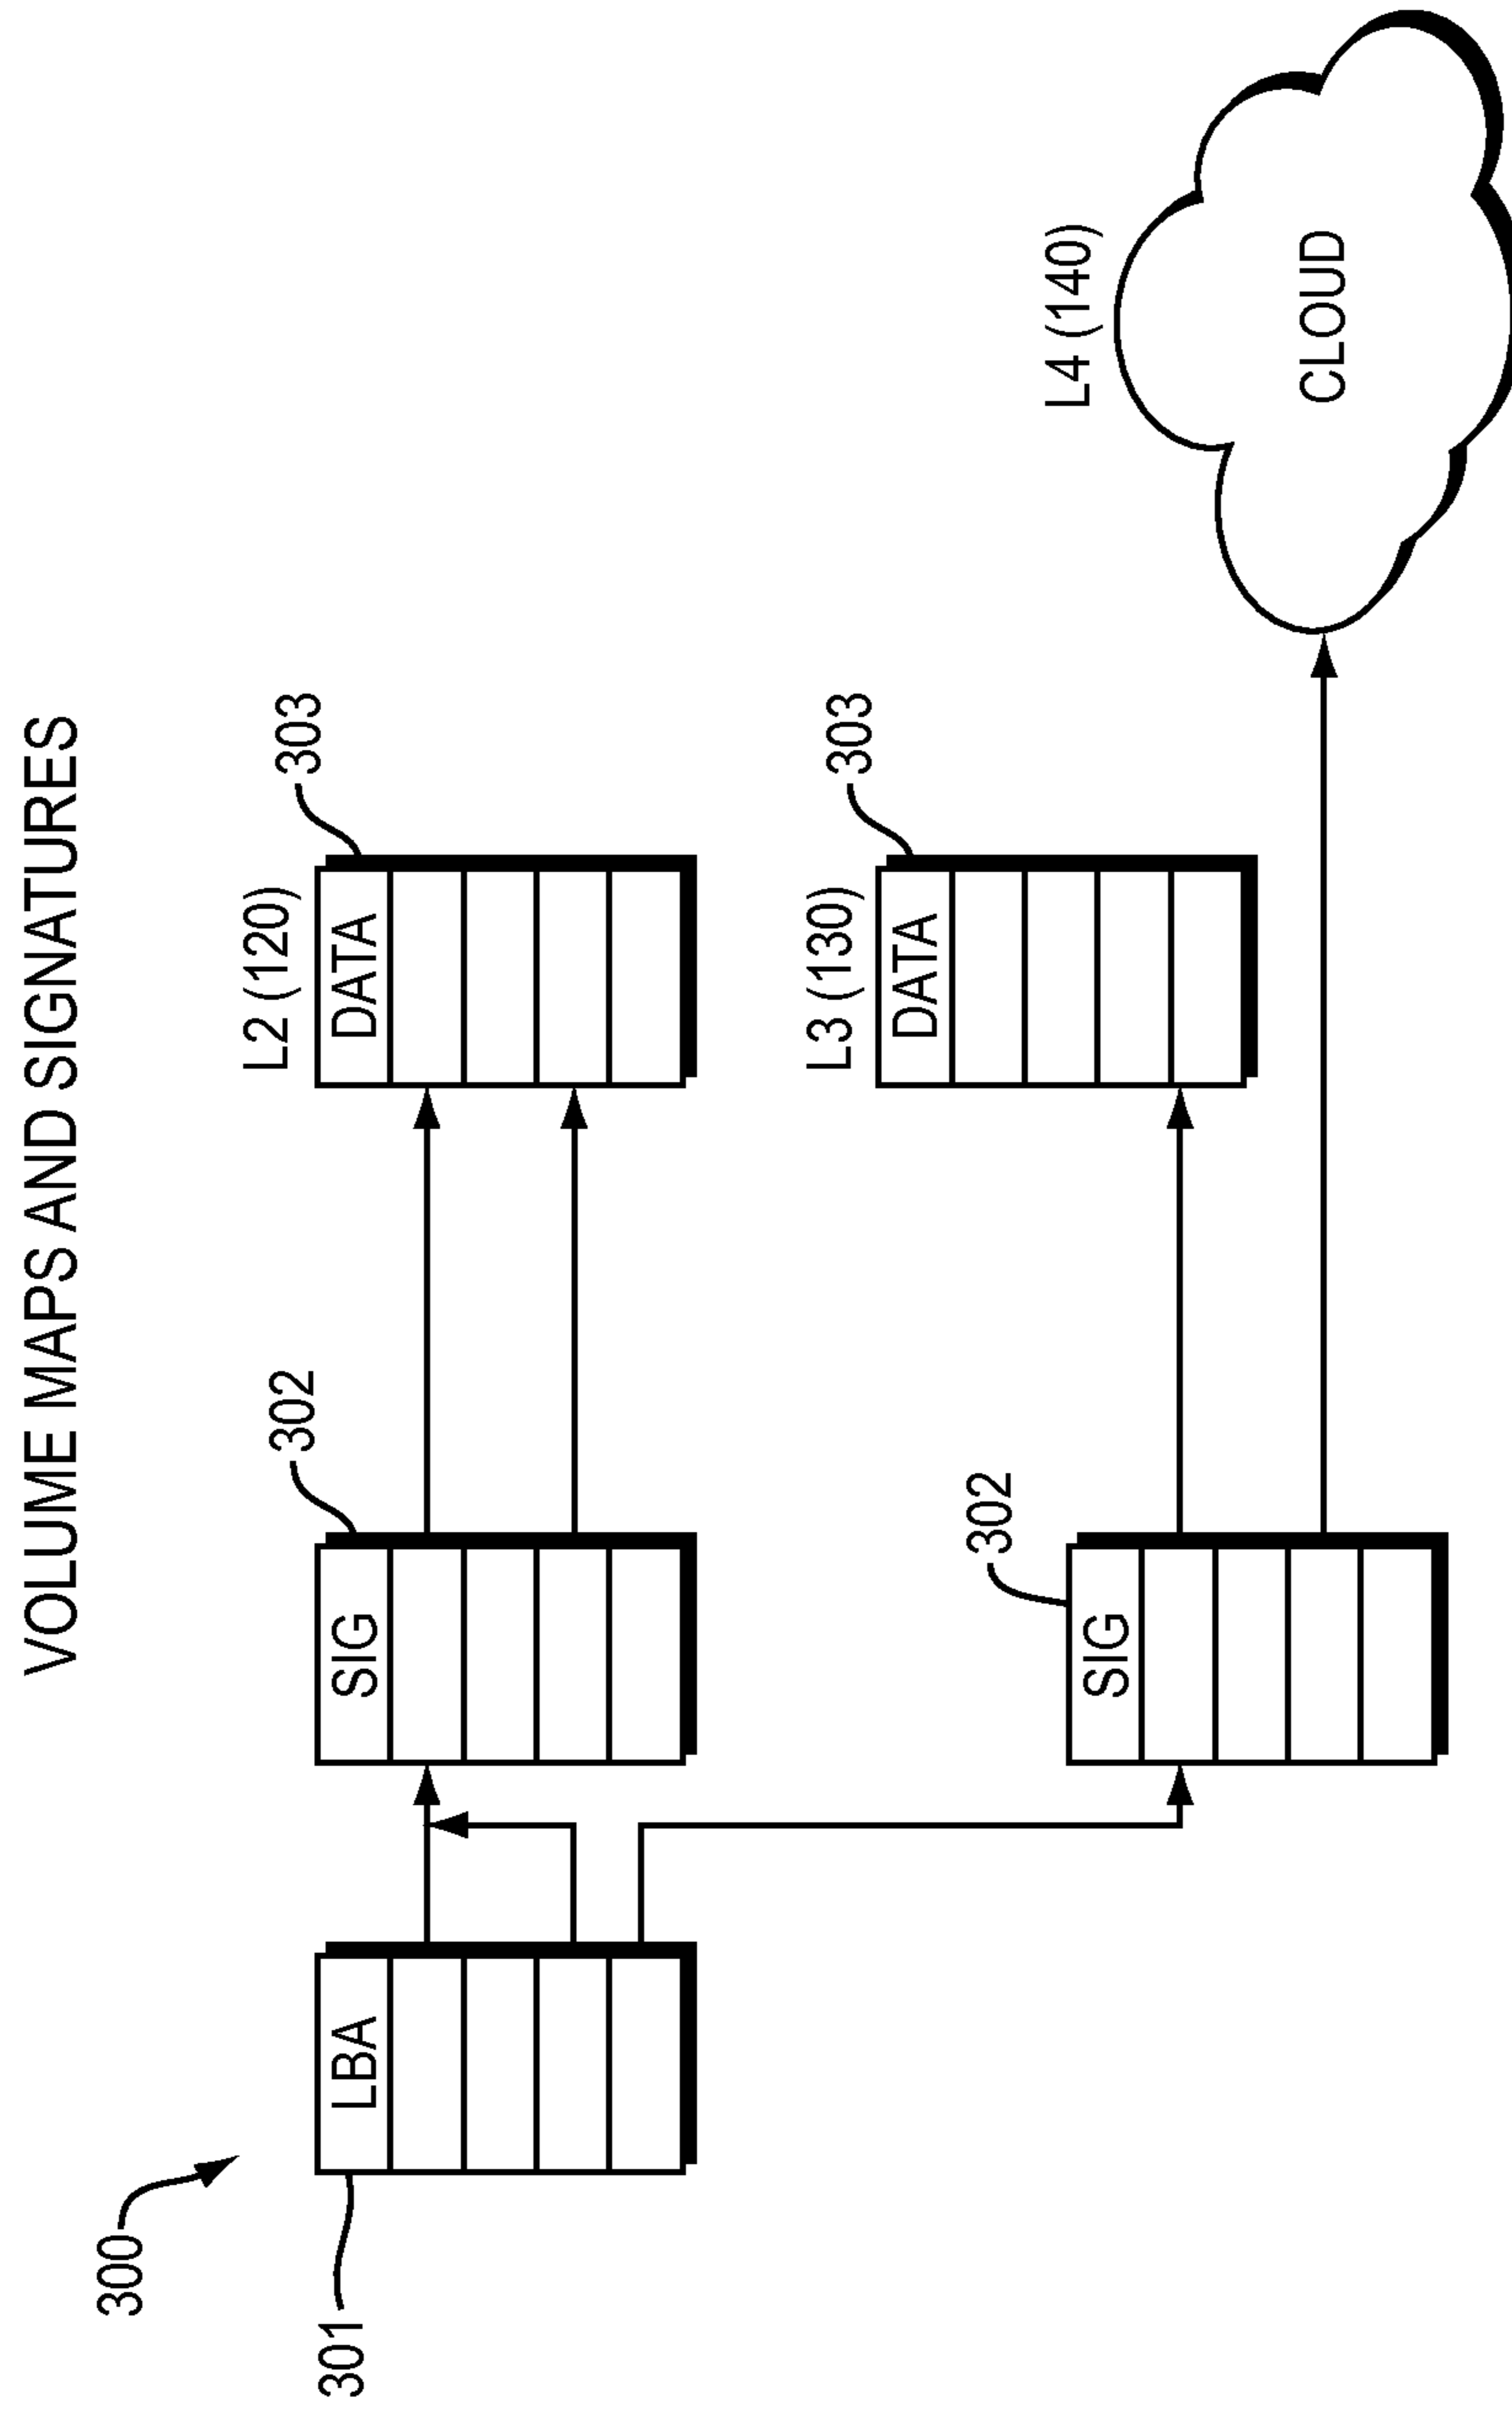 VOLUME MAPS AND SIGNATURES
300
301
LBA
302
SIG
L2 (120)
303
DATA
302
SIG
L3 (130)
303
DATA
L4 (140)
CLOUD